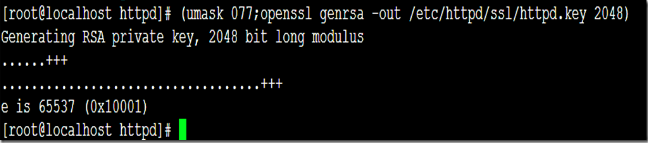 [root@localhost httpd]# (umask 077;openssl genrsa -out /etc/httpd/ssl/httpd.key 2048)
Generating RSA private key, 2048 bit long modulus
......+++
...................................+++
e is 65537 (0x10001)
[root@localhost httpd]#